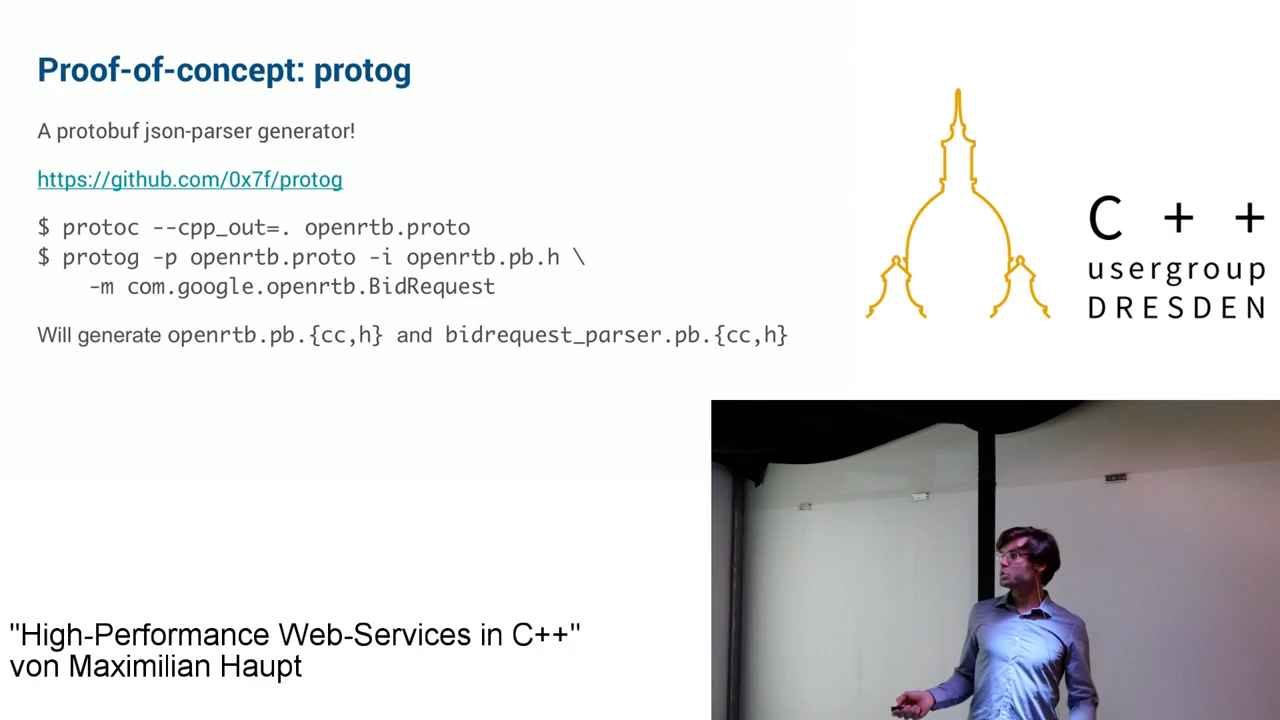 Proof-of-concept: protog
A protobuf json-parser generator!
https://github.com/0x7f/protog
$ protoc --cpp_out=. openrtb.proto
$ protog -p openrtb.proto -i openrtb.pb.h \
-m com.google.openrtb.BidRequest
Will generate openrtb.pb.{cc,h} and bidrequest_parser.pb.{cc,h}
C + +
usergroup
DRESDEN
"High-Performance Web-Services in C++"
von Maximilian Haupt